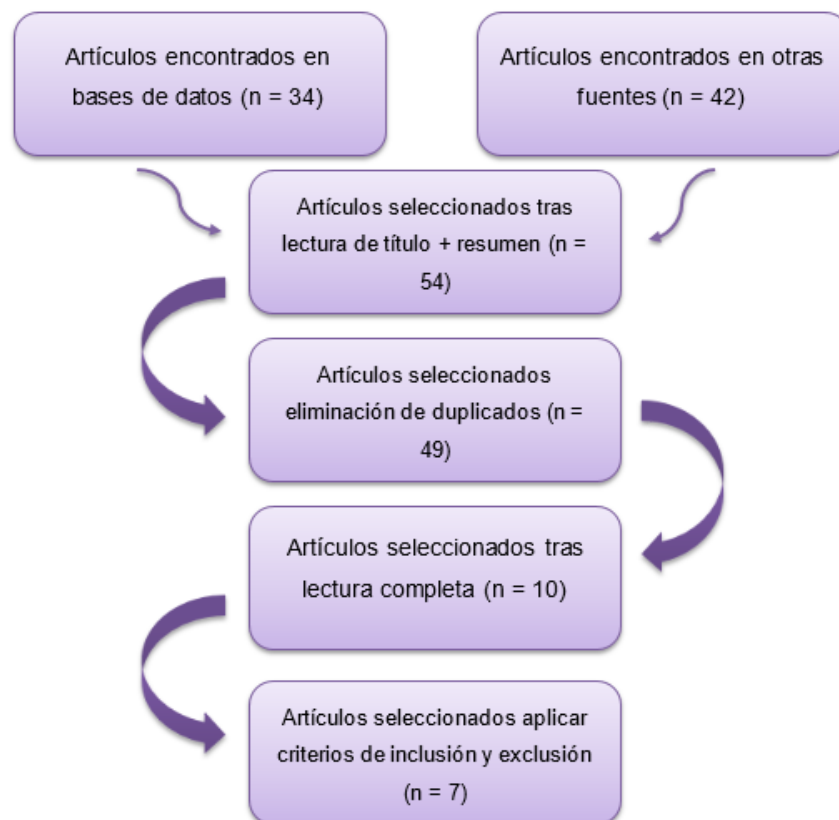 Artículos encontrados en
bases de datos (n = 34)
Artículos encontrados en otras
fuentes (n = 42)
Artículos seleccionados tras
lectura de título + resumen (n =
54)
Artículos seleccionados
eliminación de duplicados (n =
49)
Artículos seleccionados tras
lectura completa (n = 10)
Artículos seleccionados aplicar
criterios de inclusión y exclusión
(n = 7)